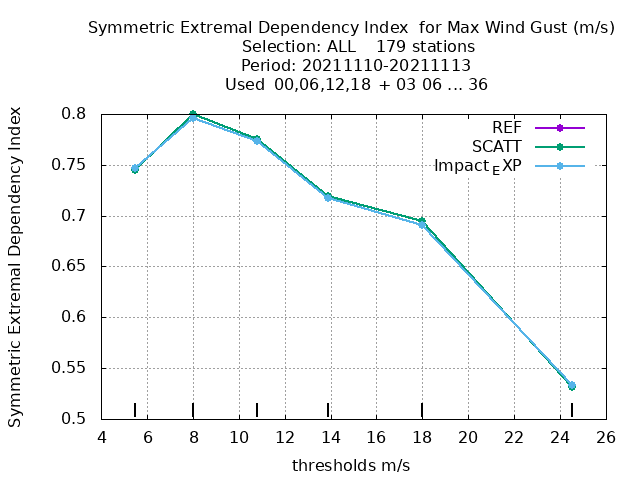 Symmetric Extremal Dependency Index  for Max Wind Gust (m/s)
Selection: ALL    179 stations
Period: 20211110-20211113
Used  00,06,12,18  + 03 06 ... 36
Symmetric Extremal Dependency Index
0.8
0.75
0.7
0.65
0.6
0.55
0.5
REF
SCATT
Impact_EXP
4 6 8 10 12 14 16 18 20 22 24 26
thresholds m/s